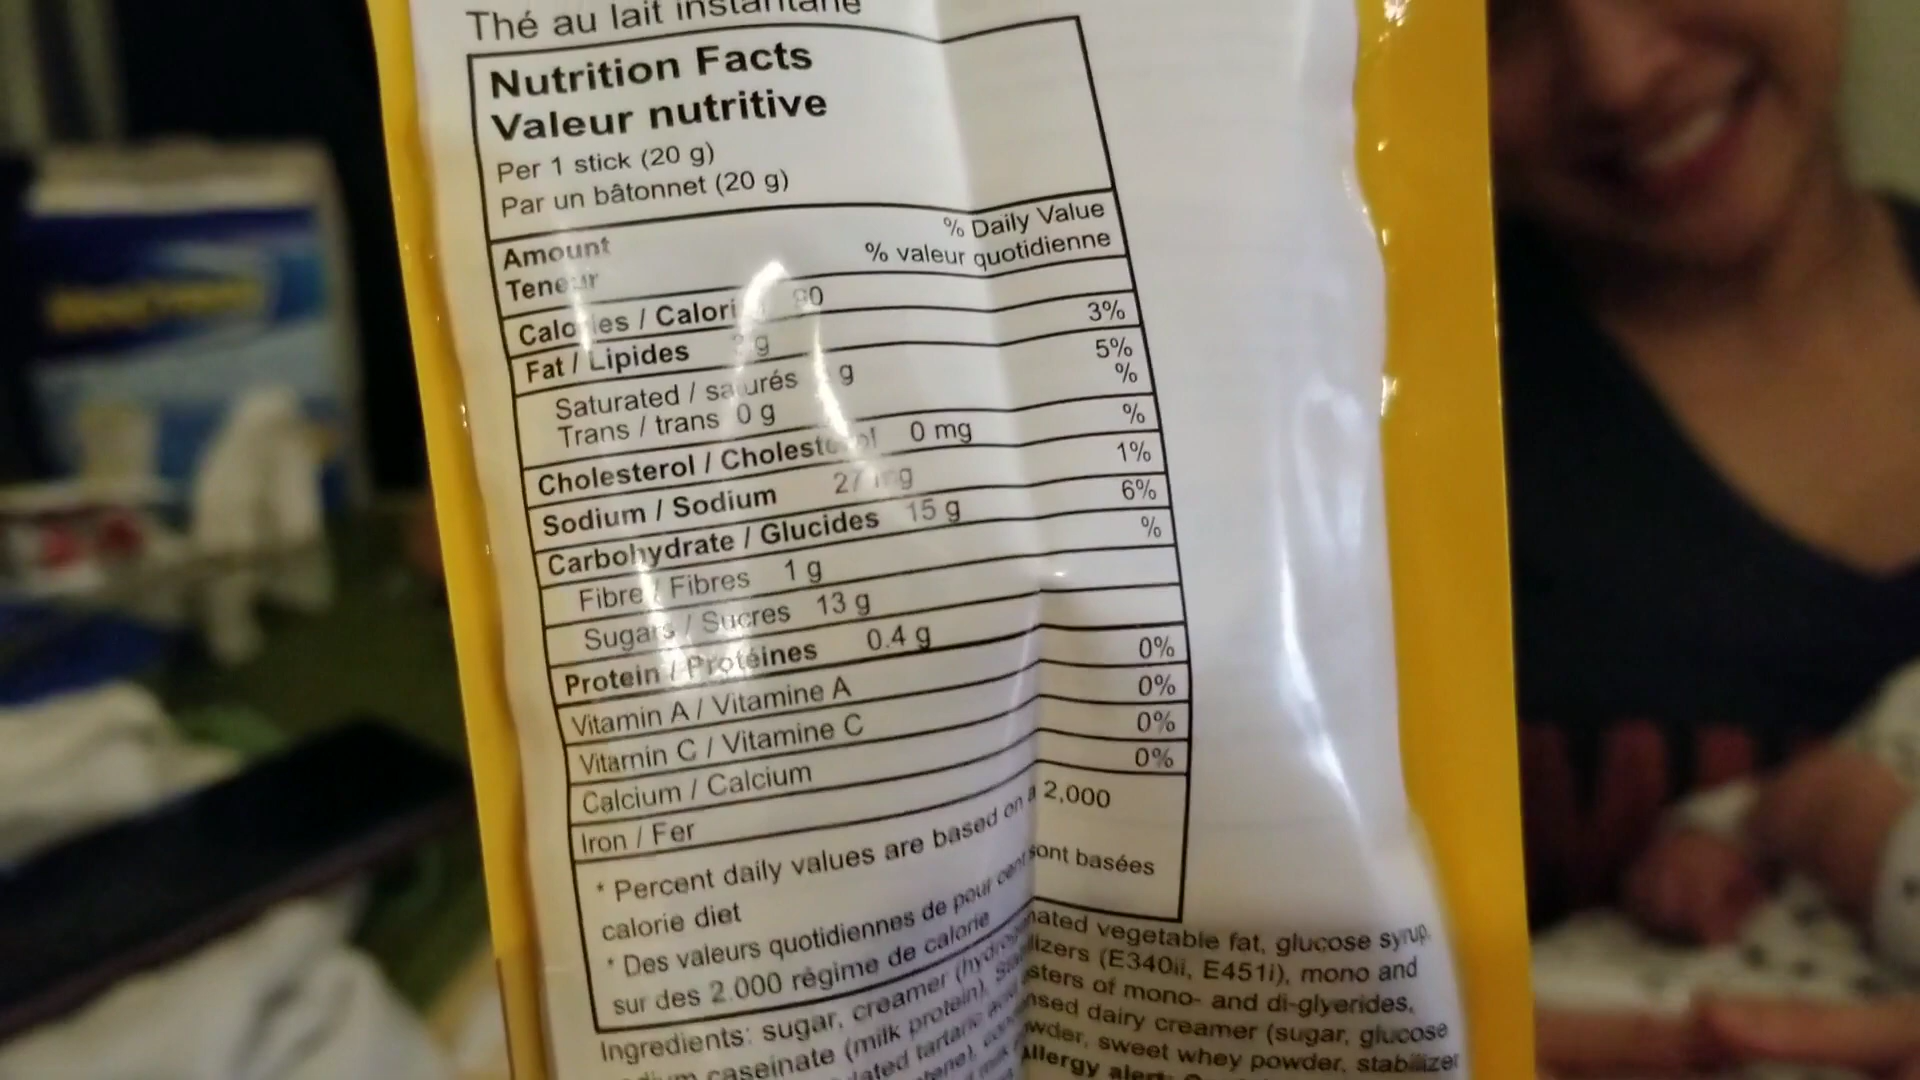 Thé au lait instantané
Nutrition Facts
Valeur nutritive
Per 1 stick (20 g)
Par un bâtonnet (20 g)
Amount
Teneur
% Daily Value
% valeur quotidienne
Calories / Calories
Fat / Lipides g 3%
Saturated / saturés g 5%
Trans / trans 0 g %
Cholesterol / Cholestérol 0 mg %
Sodium / Sodium mg 1%
Carbohydrate / Glucides 15 g 6%
Fibre / Fibres 1 g %
Sugars / Sucres 13 g
Protein / Protéines 0.4 g
Vitamin A / Vitamine A 0%
Vitamin C / Vitamine C 0%
Calcium / Calcium 0%
Iron / Fer 0%
* Percent daily values are based on a 2,000
calorie diet
* Des valeurs quotidiennes de pour cent sont basées
sur des 2.000 règime de calorie
Ingredients: sugar, creamer (hydrogenated vegetable fat, glucose syrup,
caseinate (milk protein), (E340ii, E451i), mono and
tartaric of mono- and di-glyerides,
dairy creamer (sugar, glucose
sweet whey powder, stabilizer
Allergy alert: